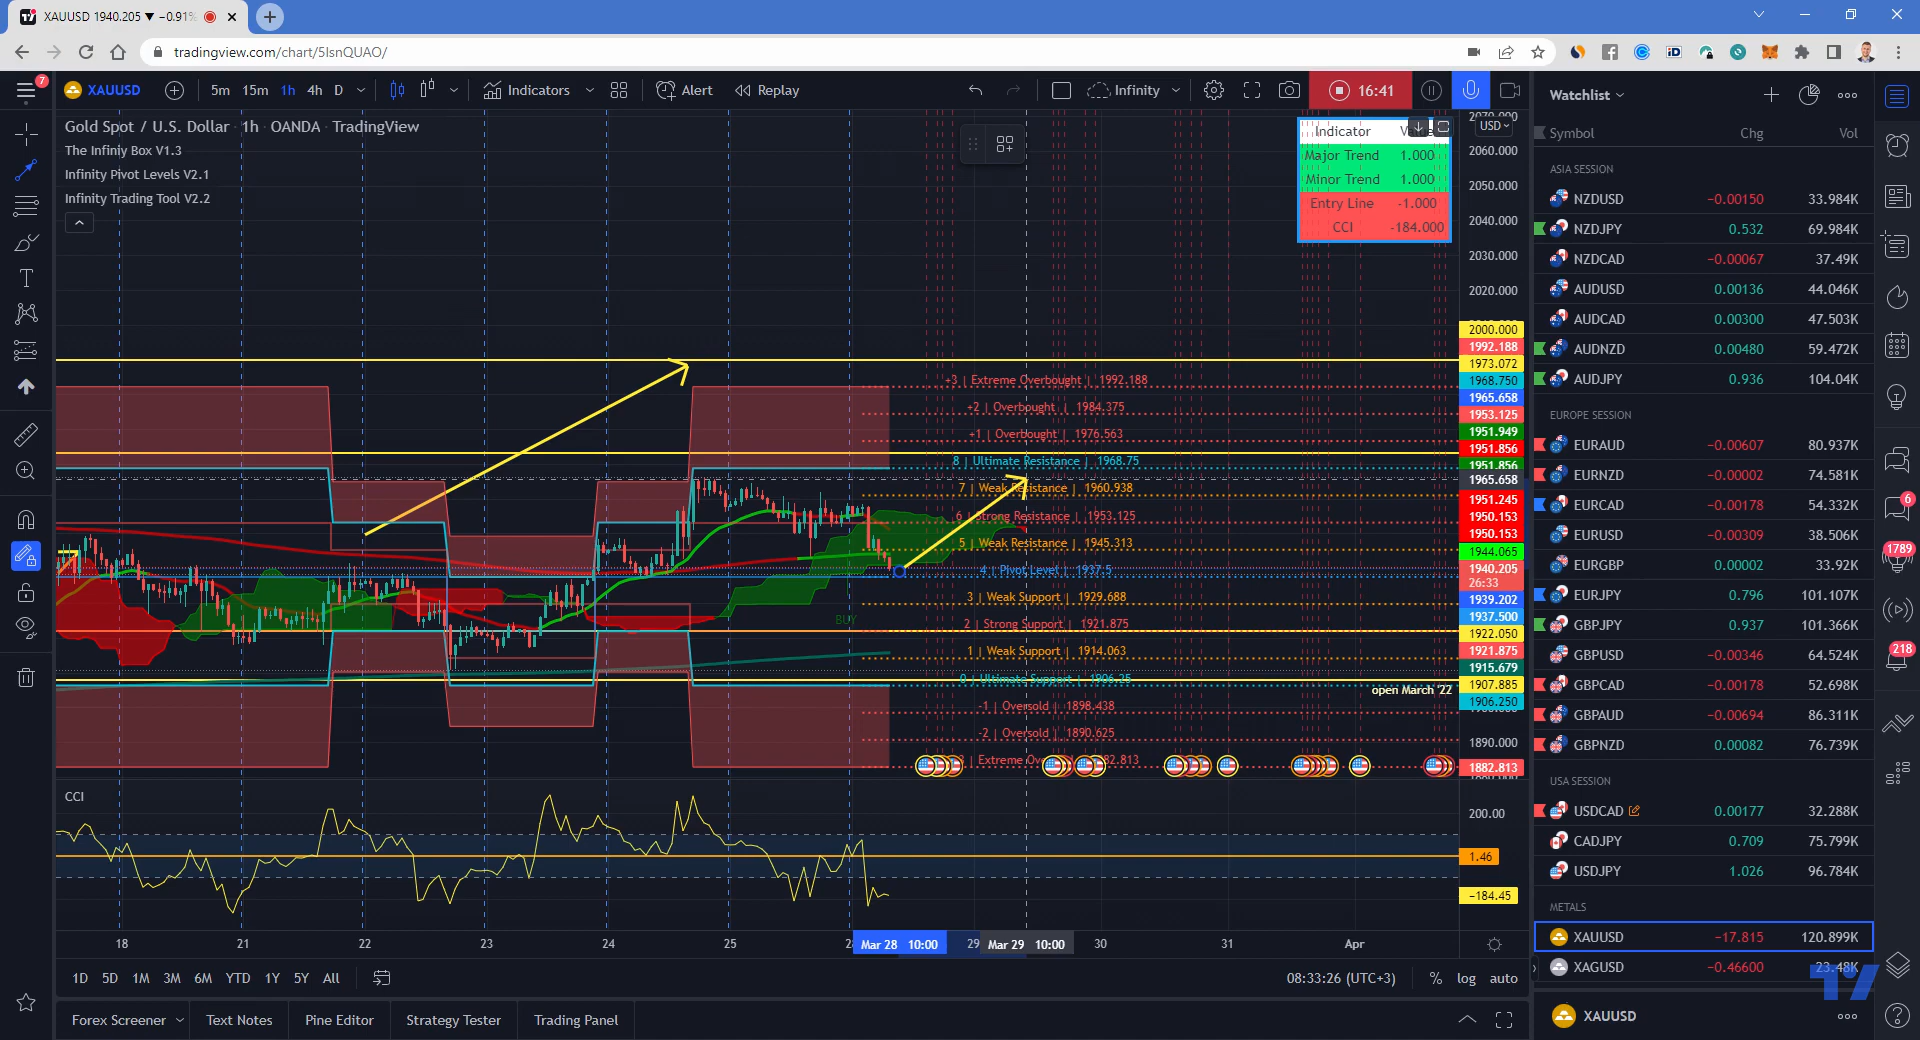 XAUUSD 1940.205 ▼ −0.91%
tradingview.com/chart/5IsnQUAO/
7
XAUUSD 5m 15m 1h 4h D Indicators Alert Replay Infinity 16:41
Gold Spot / U.S. Dollar · 1h · OANDA · TradingView
The Infiniy Box V1.3
Infinity Pivot Levels V2.1
Infinity Trading Tool V2.2
Indicator
Major Trend 1.000
Minor Trend 1.000
Entry Line -1.000
CCI -184.000
USD
2070.000
2060.000
2050.000
2040.000
2030.000
2020.000
2000.000
1992.188
1973.072
1968.750
1965.658
1953.125
1951.949
1951.856
1951.856
1965.658
1951.245
1950.153
1950.153
1944.065
1940.205
26:33
1939.202
1937.500
1922.050
1921.875
1915.679
1907.885
1906.250
1890.000
1882.813
+3 | Extreme Overbought | 1992.188
+2 | Overbought | 1984.375
+1 | Overbought | 1976.563
8 | Ultimate Resistance | 1968.75
7 | Weak Resistance | 1960.938
6 | Strong Resistance | 1953.125
5 | Weak Resistance | 1945.313
4 | Pivot Level | 1937.5
3 | Weak Support | 1929.688
BUY
2 | Strong Support | 1921.875
1 | Weak Support | 1914.063
0 | Ultimate Support | 1906.25
open March '22
-1 | Oversold | 1898.438
-2 | Oversold | 1890.625
CCI
200.00
1.46
−184.45
18 21 22 23 24 25 Mar 28 10:00 29 Mar 29 10:00 30 31 Apr
1D 5D 1M 3M 6M YTD 1Y 5Y All 08:33:26 (UTC+3) % log auto
Forex Screener Text Notes Pine Editor Strategy Tester Trading Panel
Watchlist
Symbol Chg Vol
ASIA SESSION
NZDUSD −0.00150 33.984K
NZDJPY 0.532 69.984K
NZDCAD −0.00067 37.49K
AUDUSD 0.00136 44.046K
AUDCAD 0.00300 47.503K
AUDNZD 0.00480 59.472K
AUDJPY 0.936 104.04K
EUROPE SESSION
EURAUD −0.00607 80.937K
EURNZD −0.00002 74.581K
EURCAD −0.00178 54.332K
EURUSD −0.00309 38.506K
EURGBP 0.00002 33.92K
EURJPY 0.796 101.107K
GBPJPY 0.937 101.366K
GBPUSD −0.00346 64.524K
GBPCAD −0.00178 52.698K
GBPAUD −0.00694 86.311K
GBPNZD 0.00082 76.739K
USA SESSION
USDCAD 0.00177 32.288K
CADJPY 0.709 75.799K
USDJPY 1.026 96.784K
METALS
XAUUSD −17.815 120.899K
XAGUSD −0.46600 23.48K
XAUUSD
6
1789
218